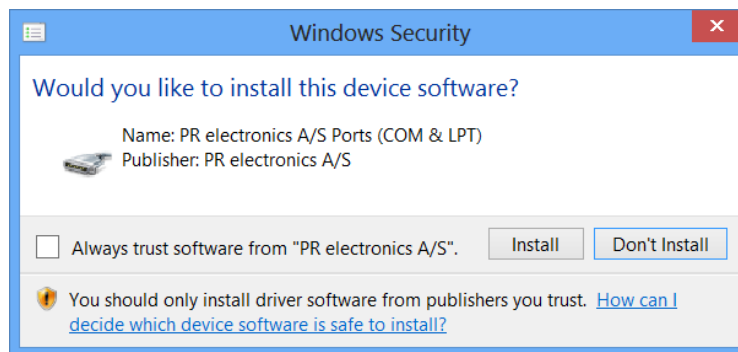 Windows Security
Would you like to install this device software?
Name: PR electronics A/S Ports (COM & LPT)
Publisher: PR electronics A/S
Always trust software from "PR electronics A/S".
Install
Don't Install
You should only install driver software from publishers you trust. How can I
decide which device software is safe to install?